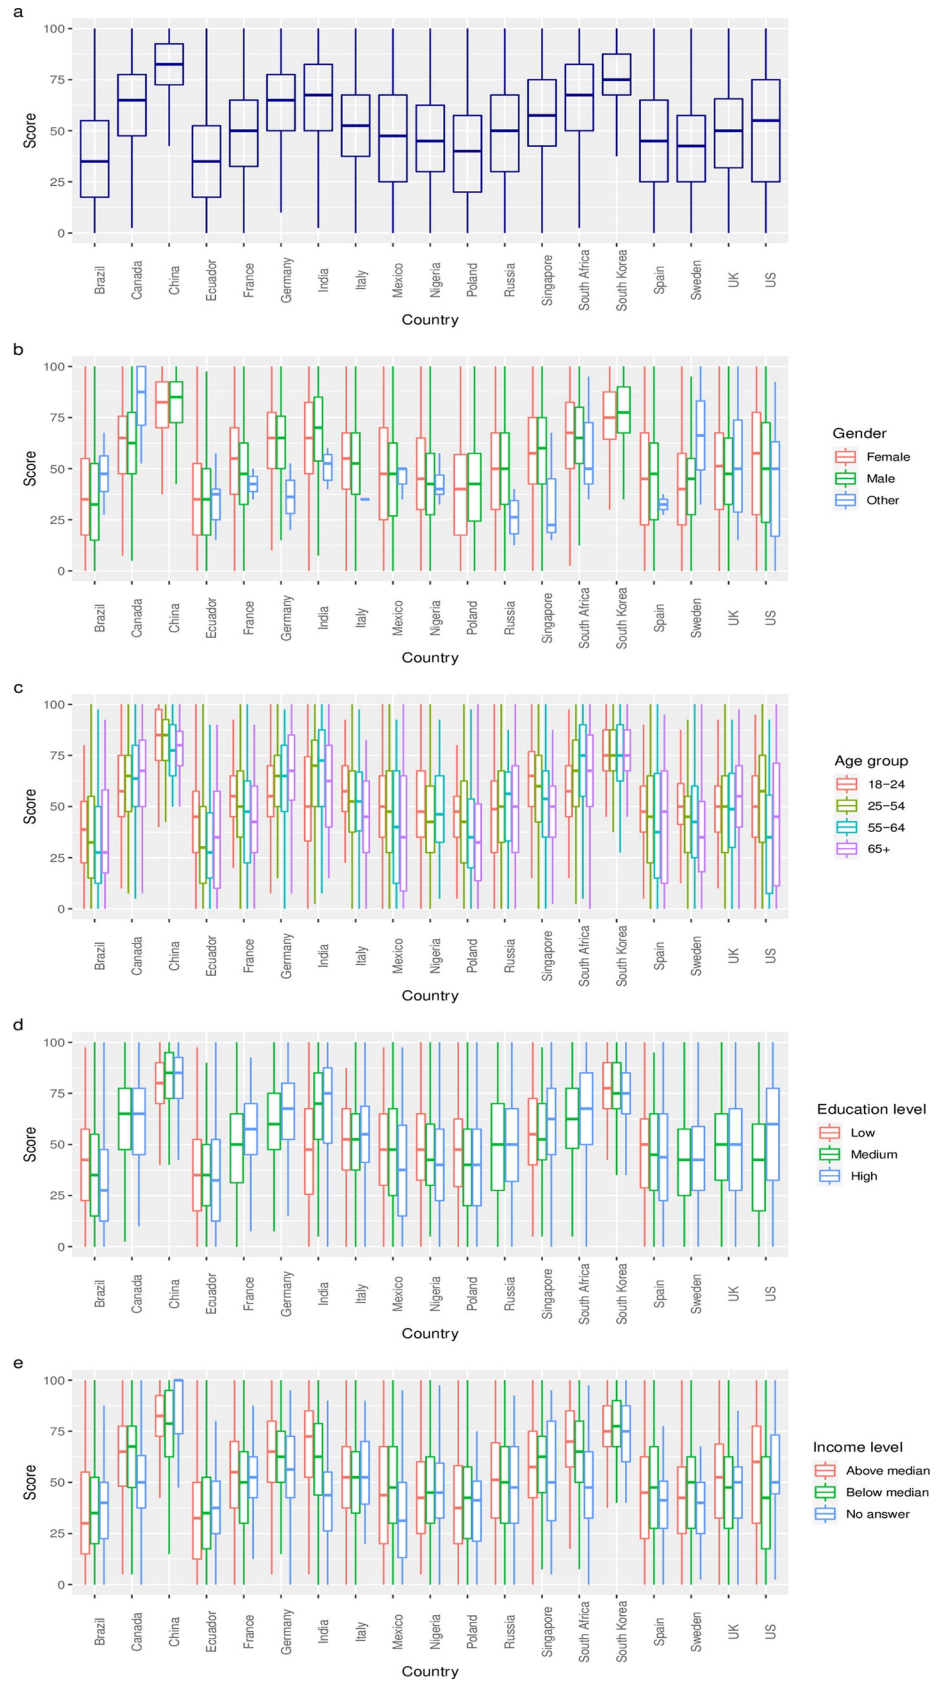 a
100
75
50
25
0
Score
Brazil Canada China Ecuador France Germany India Italy Mexico Nigeria Poland Russia Singapore South Africa South Korea Spain Sweden UK US
Country
b
100
75
50
25
0
Score
Brazil Canada China Ecuador France Germany India Italy Mexico Nigeria Poland Russia Singapore South Africa South Korea Spain Sweden UK US
Country
Gender
Female
Male
Other
c
100
75
50
25
0
Score
Brazil Canada China Ecuador France Germany India Italy Mexico Nigeria Poland Russia Singapore South Africa South Korea Spain Sweden UK US
Country
Age group
18−24
25−54
55−64
65+
d
100
75
50
25
0
Score
Brazil Canada China Ecuador France Germany India Italy Mexico Nigeria Poland Russia Singapore South Africa South Korea Spain Sweden UK US
Country
Education level
Low
Medium
High
e
100
75
50
25
0
Score
Brazil Canada China Ecuador France Germany India Italy Mexico Nigeria Poland Russia Singapore South Africa South Korea Spain Sweden UK US
Country
Income level
Above median
Below median
No answer